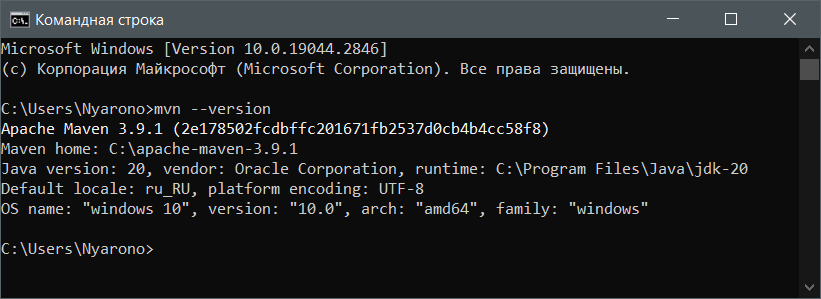 Командная строка
Microsoft Windows [Version 10.0.19044.2846]
(c) Корпорация Майкрософт (Microsoft Corporation). Все права защищены.
C:\Users\Nyarono>mvn --version
Apache Maven 3.9.1 (2e178502fcdbffc201671fb2537d0cb4b4cc58f8)
Maven home: C:\apache-maven-3.9.1
Java version: 20, vendor: Oracle Corporation, runtime: C:\Program Files\Java\jdk-20
Default locale: ru_RU, platform encoding: UTF-8
OS name: "windows 10", version: "10.0", arch: "amd64", family: "windows"
C:\Users\Nyarono>